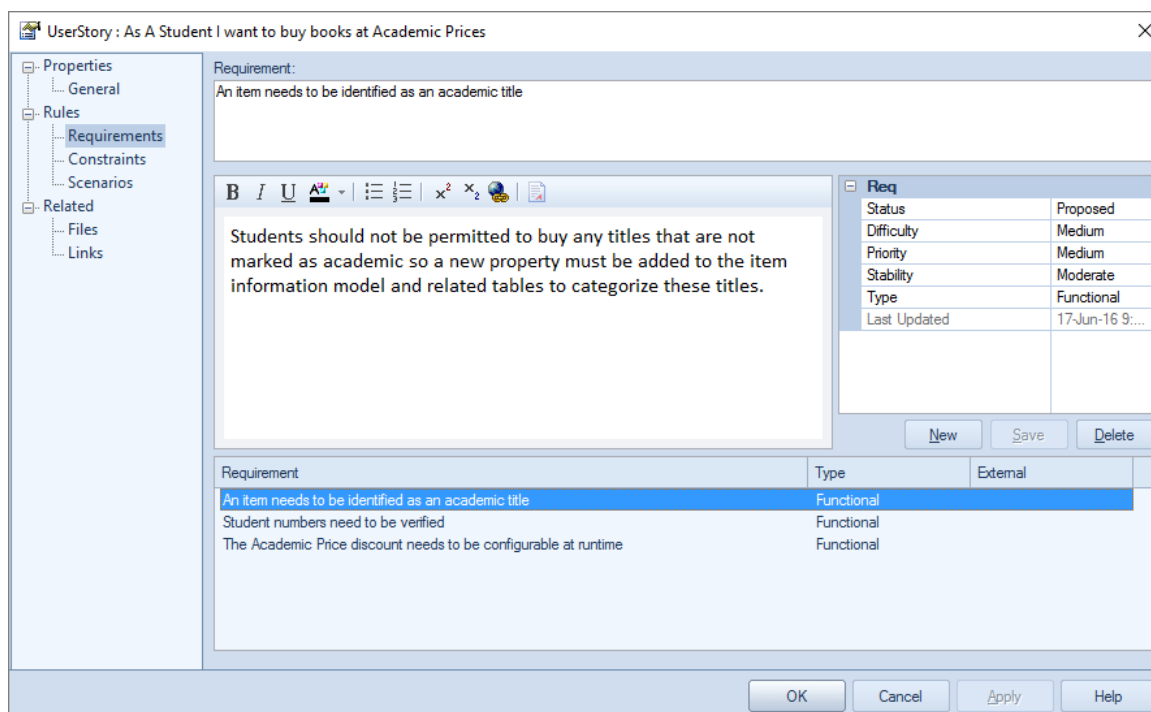 UserStory : As A Student I want to buy books at Academic Prices
Properties
General
Rules
Requirements
Constraints
Scenarios
Related
Files
Links
Requirement:
An item needs to be identified as an academic title
B I U A x² x₂
Students should not be permitted to buy any titles that are not
marked as academic so a new property must be added to the item
information model and related tables to categorize these titles.
Req
Status Proposed
Difficulty Medium
Priority Medium
Stability Moderate
Type Functional
Last Updated 17-Jun-16 9:...
New Save Delete
Requirement Type External
An item needs to be identified as an academic title Functional
Student numbers need to be verified Functional
The Academic Price discount needs to be configurable at runtime Functional
OK Cancel Apply Help